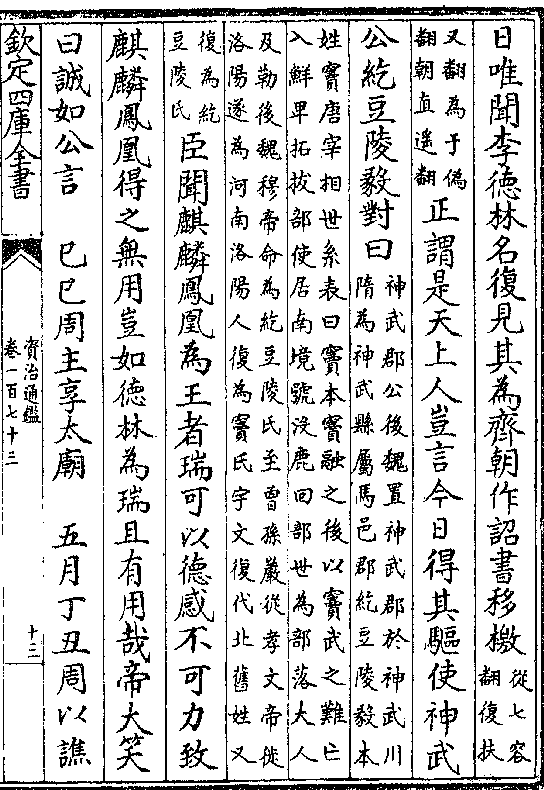 日唯聞李德林名復見其為齊朝作詔書移檄
從七容
翻復扶
又翻為于偽
翻朝直遥翻
正謂是天上人豈言今日得其驅使神武
公紇豆陵毅對曰
神武郡公後魏置神武郡於神武川
隋為神武縣屬馬邑郡紇豆陵毅本
姓竇唐宰相世系表曰竇本竇融之後以竇武之難亡
入鮮卑拓拔部使居南境號没鹿回部世為部落大人
及勒後魏穆帝命為紇豆陵氏至曾孫嚴從孝文帝徙
洛陽遂為河南洛陽人復為竇氏宇文復代北舊姓又
復為紇
豆陵氏
臣聞麒麟鳳凰為王者瑞可以德感不可力致
麒麟鳳凰得之無用豈如德林為瑞且有用哉帝大笑
曰誠如公言　己巳周主享太廟　五月丁丑周以譙
欽定四庫全書
資治通鑑
卷一百七十三
十二